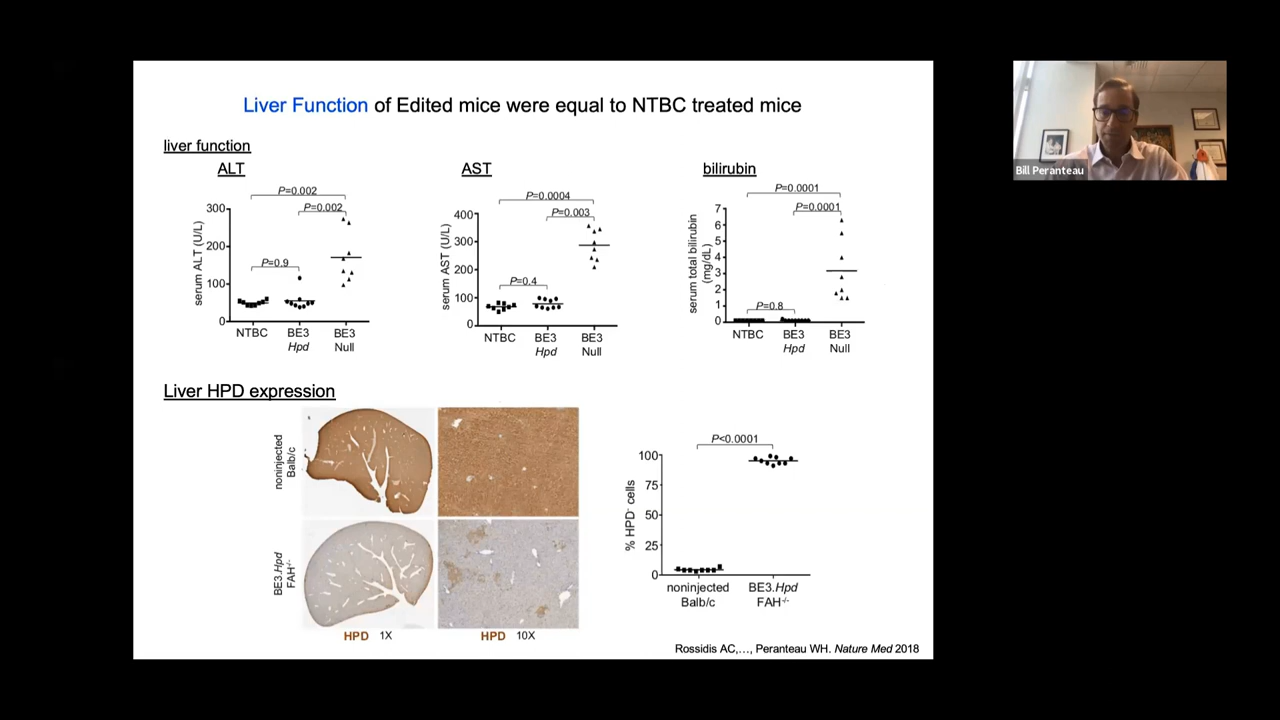 Liver Function of Edited mice were equal to NTBC treated mice
liver function
ALT
AST
bilirubin
P=0.002
P=0.002
P=0.9
300
200
100
0
serum ALT (U/L)
NTBC
BE3
Hpd
BE3
Null
P=0.0004
P=0.003
P=0.4
400
300
200
100
0
serum AST (U/L)
NTBC
BE3
Hpd
BE3
Null
P=0.0001
P=0.0001
P=0.8
7
6
5
4
3
2
1
0
serum total bilirubin
(mg/dL)
NTBC
BE3
Hpd
BE3
Null
Liver HPD expression
noninjected
Balb/c
BE3.Hpd
FAH-/-
HPD 1X
HPD 10X
P<0.0001
100
75
50
25
0
% HPD- cells
noninjected
Balb/c
BE3.Hpd
FAH-/-
Rossidis AC,…, Peranteau WH. Nature Med 2018
Bill Peranteau